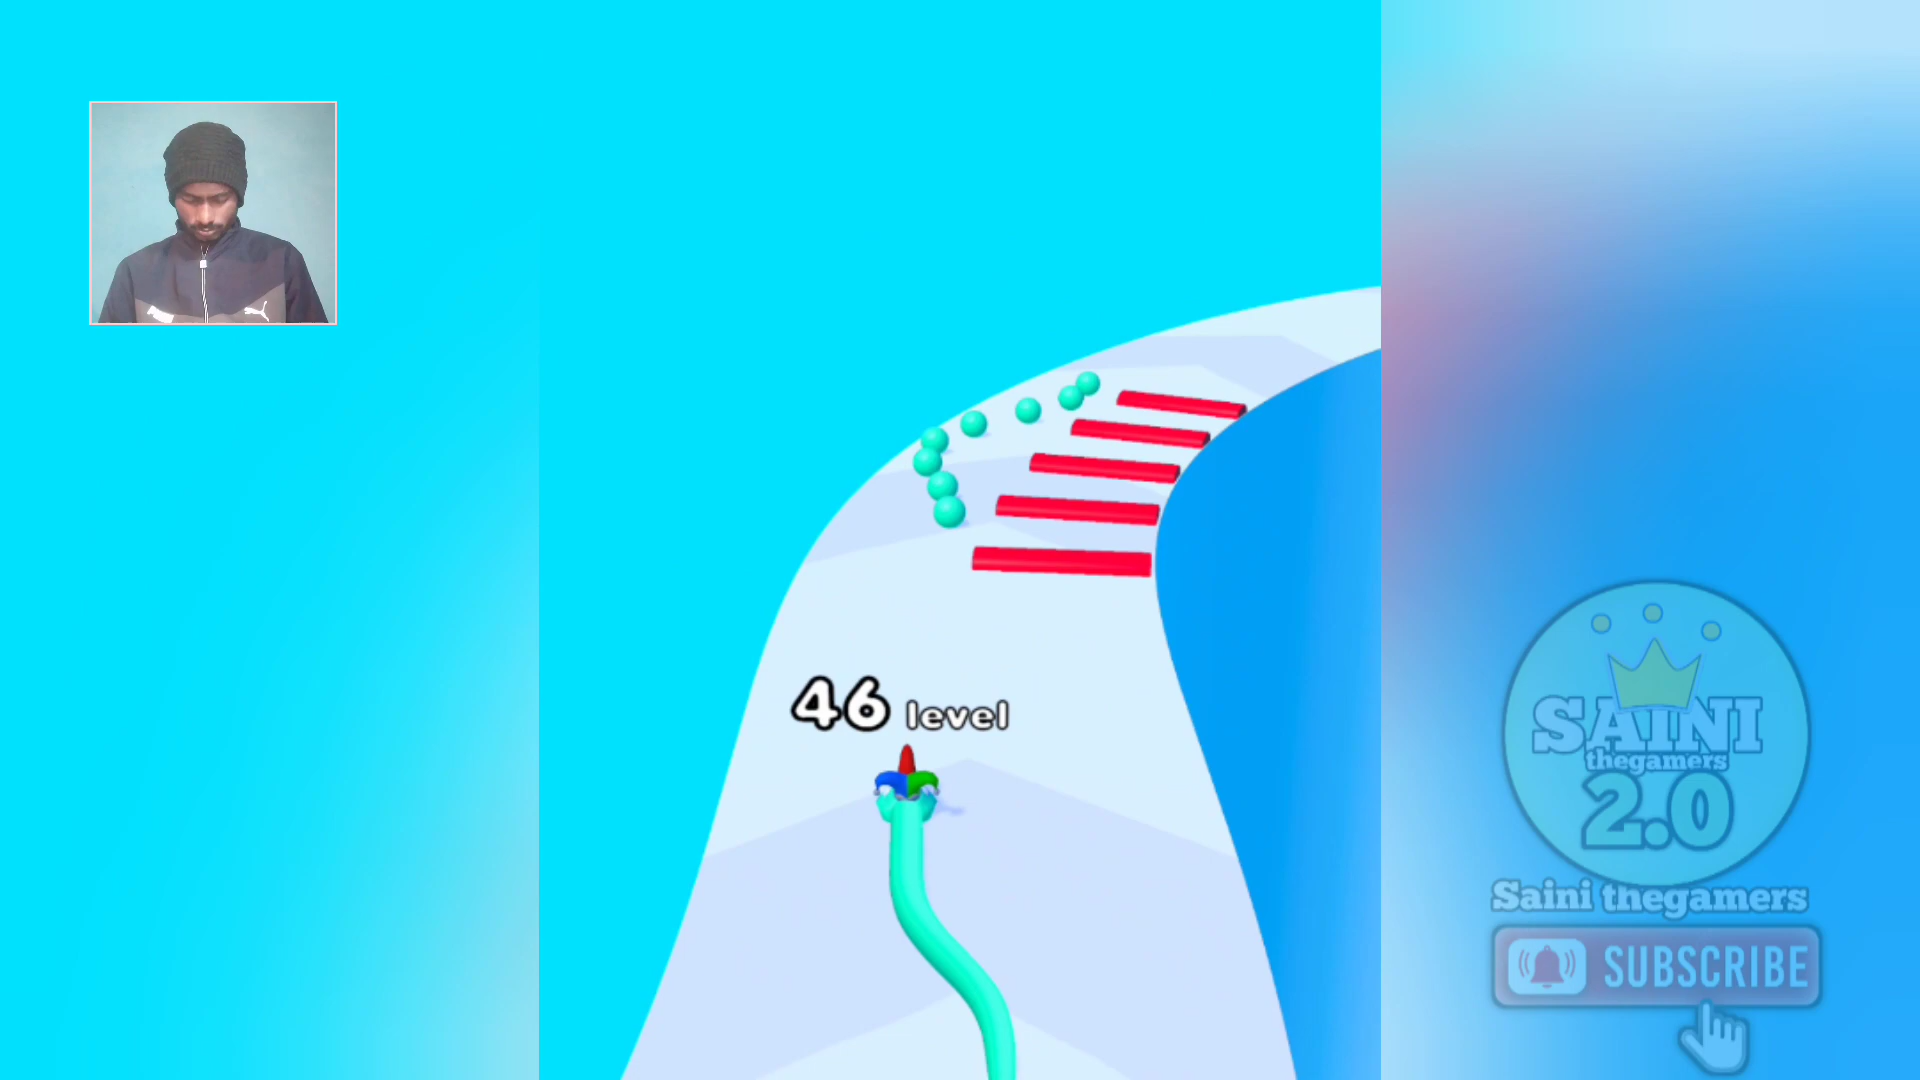 46 level
SAINI
thegamers
2.0
Saini thegamers
SUBSCRIBE